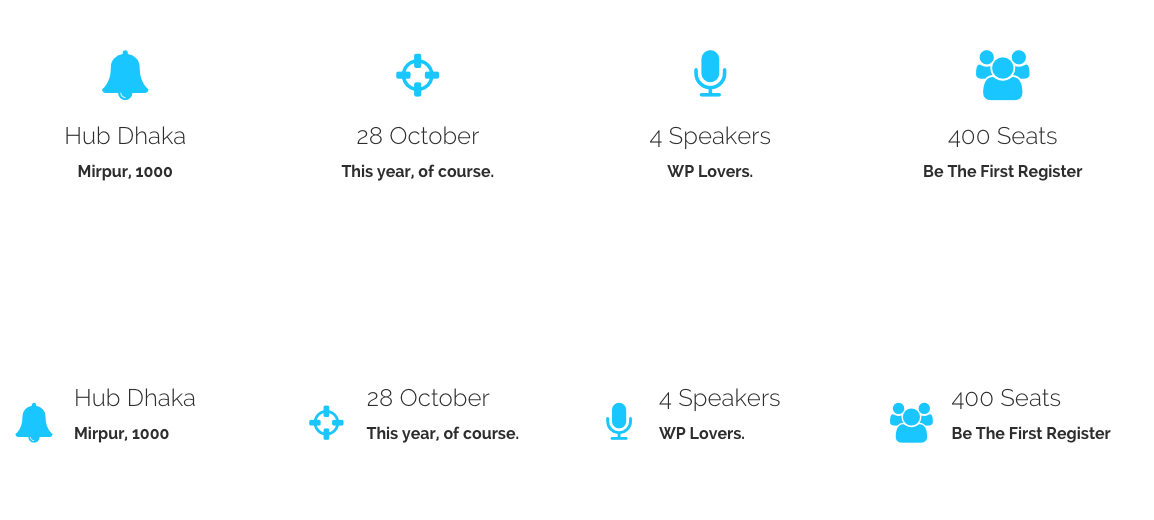 Hub Dhaka
Mirpur, 1000
28 October
This year, of course.
4 Speakers
WP Lovers.
400 Seats
Be The First Register
Hub Dhaka
Mirpur, 1000
28 October
This year, of course.
4 Speakers
WP Lovers.
400 Seats
Be The First Register